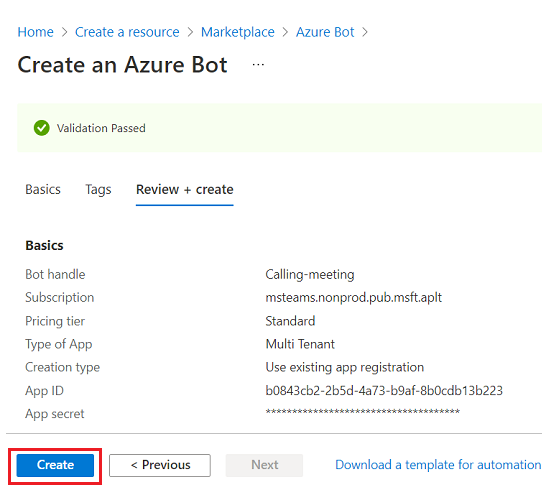 Home > Create a resource > Marketplace > Azure Bot >
Create an Azure Bot ...
Validation Passed
Basics Tags Review + create
Basics
Bot handle Calling-meeting
Subscription msteams.nonprod.pub.msft.aplt
Pricing tier Standard
Type of App Multi Tenant
Creation type Use existing app registration
App ID b0843cb2-2b5d-4a73-b9af-8b0cdb13b223
App secret *************************************
Create < Previous Next Download a template for automation